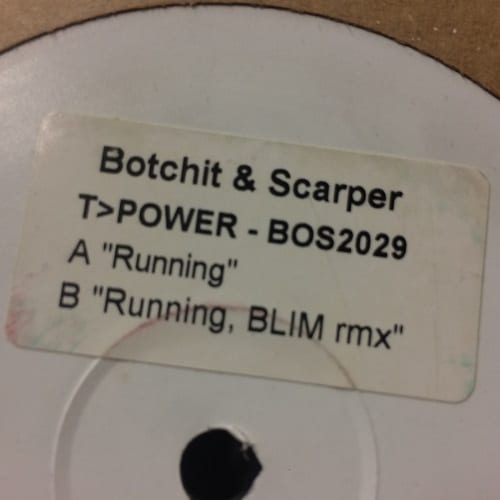 Botchit & Scarper
T>POWER - BOS2029
A "Running"
B "Running, BLIM rmx"